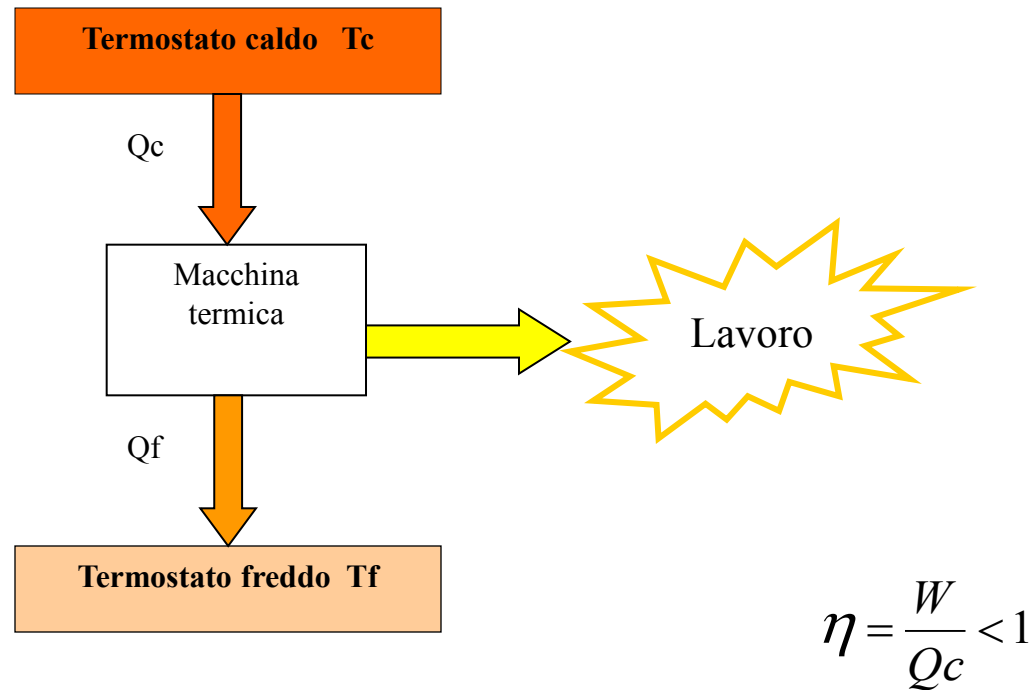 Termostato caldo Tc
Qc
Macchina
termica
Lavoro
Qf
Termostato freddo Tf
η = W / Qc < 1